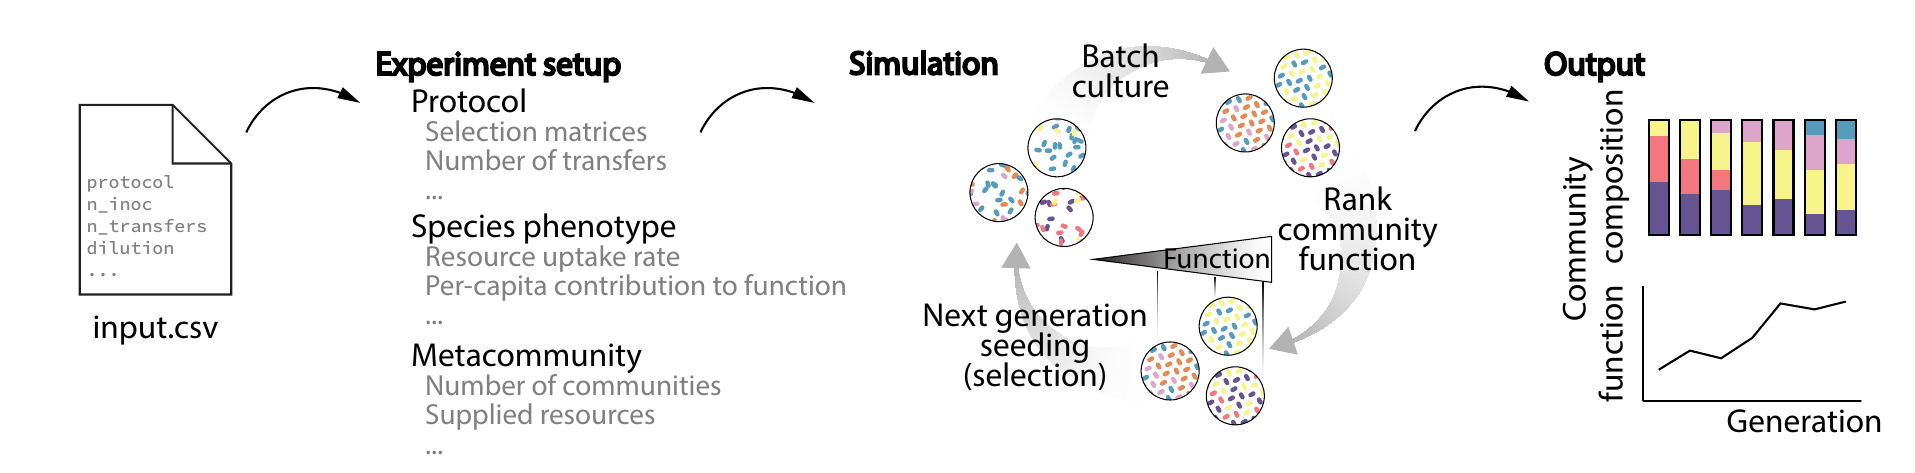 protocol
n_inoc
n_transfers
dilution
...
input.csv
Experiment setup
Protocol
Selection matrices
Number of transfers
...
Species phenotype
Resource uptake rate
Per-capita contribution to function
...
Metacommunity
Number of communities
Supplied resources
...
Simulation
Batch
culture
Rank
community
function
Function
Next generation
seeding
(selection)
Output
Community
composition
Community
function
Generation